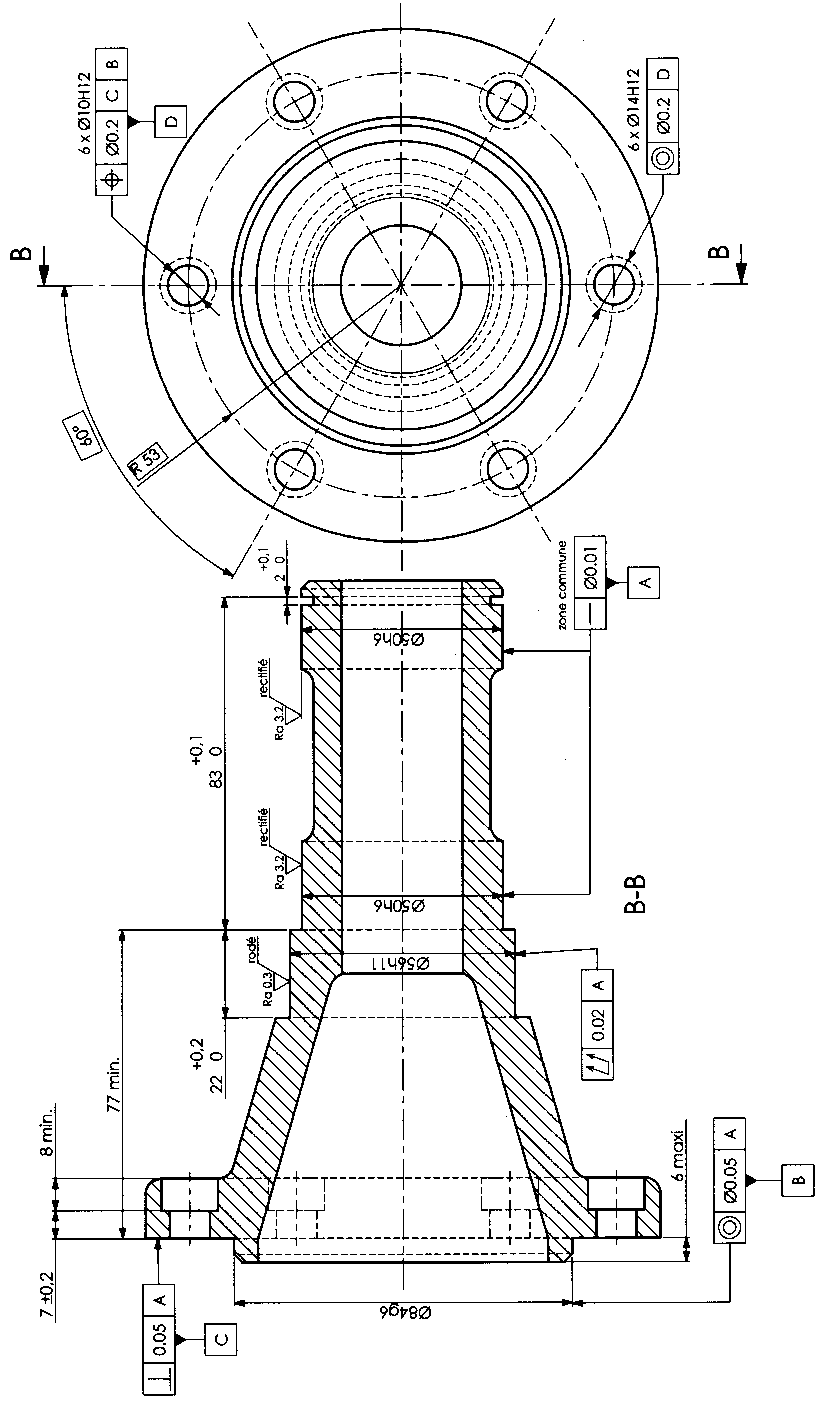 6 x Ø10H12
⌖ Ø0.2 C B
D
B
B
6 x Ø14H12
◎ Ø0.2 D
60°
R 53
+0,1
2 0
Ø50h6
zone commune
— Ø0.01
A
rectifié
Ra 3.2
+0,1
83 0
rectifié
Ra 3.2
Ø50h6
B-B
rodé
Ra 0.3
Ø56h11
⌰ 0.02 A
+0,2
22 0
77 min.
8 min.
7 ±0,2
6 maxi
◎ Ø0.05 A
B
Ø84g6
⊥ 0.05 A
C